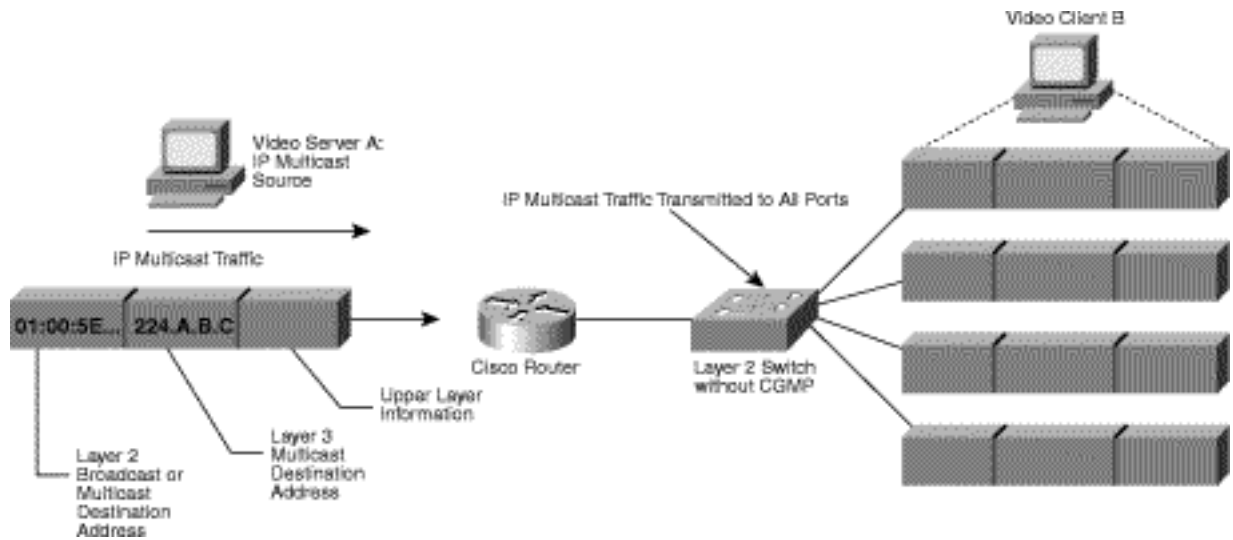 Video Client B
Video Server A:
IP Multicast
Source
IP Multicast Traffic Transmitted to All Ports
IP Multicast Traffic
01:00:5E... 224.A.B.C
Cisco Router
Layer 2 Switch
without CGMP
Upper Layer
Information
Layer 3
Multicast
Destination
Address
Layer 2
Broadcast or
Multicast
Destination
Address